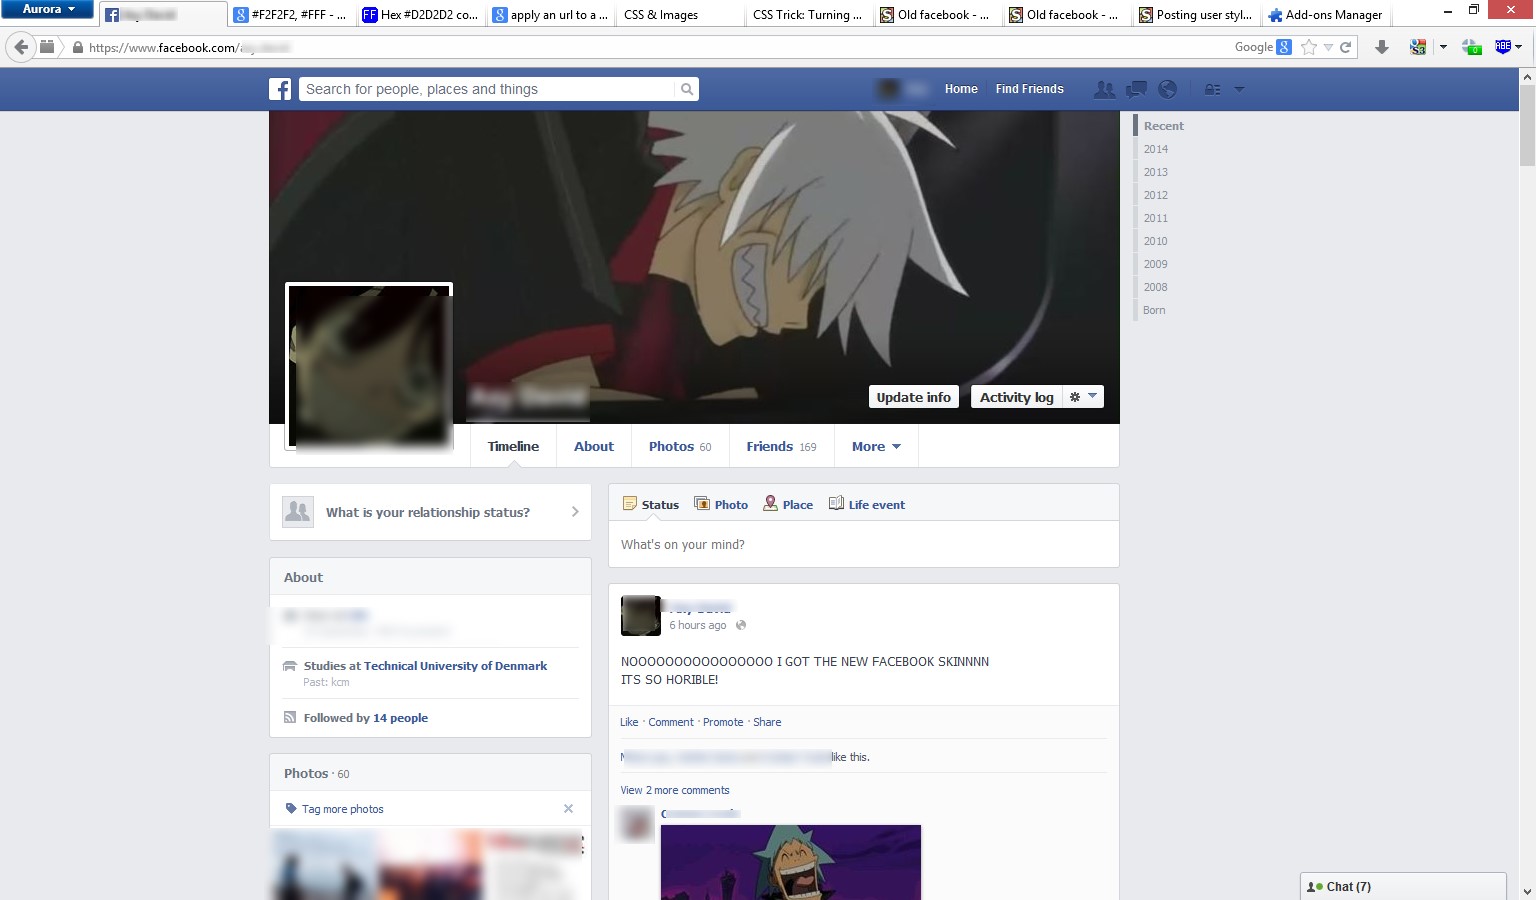 Aurora
#F2F2F2, #FFF - ...
FF Hex #D2D2D2 co...
apply an url to a ...
CSS & Images
CSS Trick: Turning ...
Old facebook - ...
Old facebook - ...
Posting user styl...
Add-ons Manager
https://www.facebook.com/
Google
ABE
Search for people, places and things
Home
Find Friends
Recent
2014
2013
2012
2011
2010
2009
2008
Born
Update info
Activity log
Timeline
About
Photos 60
Friends 169
More
What is your relationship status?
Status
Photo
Place
Life event
What's on your mind?
About
Studies at Technical University of Denmark
Past: kcm
Followed by 14 people
6 hours ago
NOOOOOOOOOOOOOOOO I GOT THE NEW FACEBOOK SKINNNN
ITS SO HORIBLE!
Like · Comment · Promote · Share
like this.
View 2 more comments
Photos · 60
Tag more photos
Chat (7)